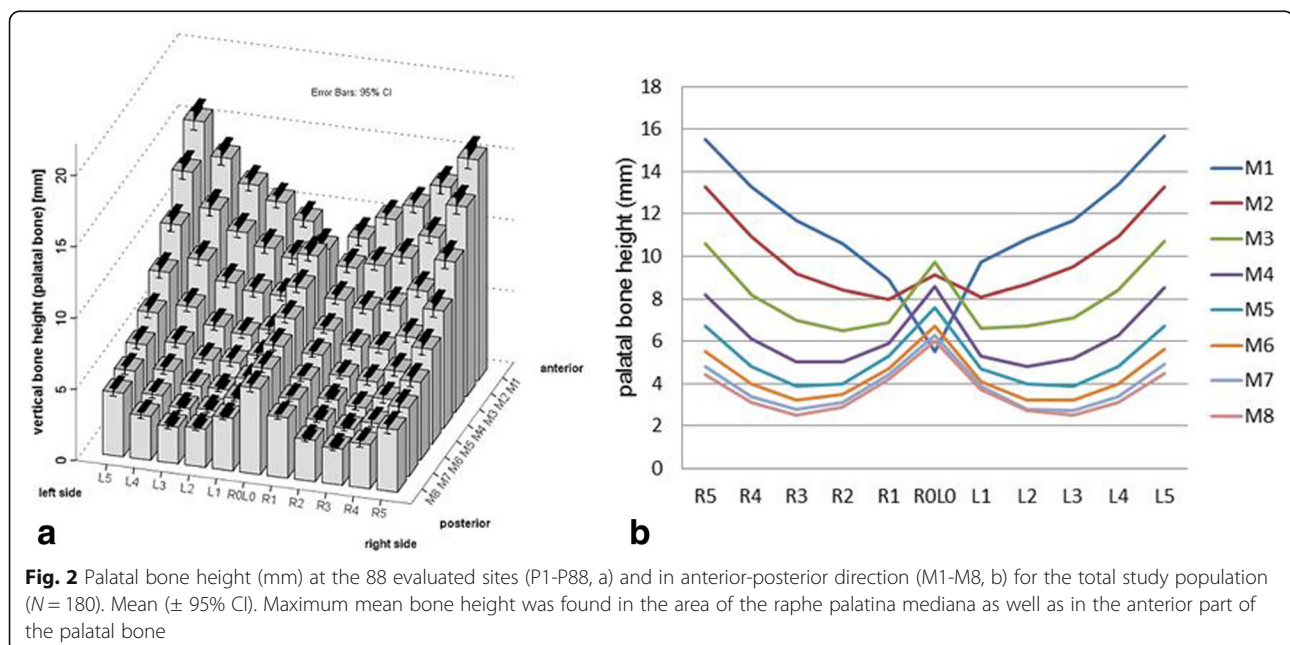 Error Bars: 95% CI
vertical bone height (palatal bone) [mm]
20
15
10
5
0
L5 L4 L3 L2 L1 R0L0 R1 R2 R3 R4 R5
M8 M7 M6 M5 M4 M3 M2 M1
anterior
posterior
left side
right side
a
palatal bone height (mm)
18
16
14
12
10
8
6
4
2
0
R5 R4 R3 R2 R1 R0L0 L1 L2 L3 L4 L5
M1
M2
M3
M4
M5
M6
M7
M8
b
Fig. 2 Palatal bone height (mm) at the 88 evaluated sites (P1-P88, a) and in anterior-posterior direction (M1-M8, b) for the total study population
(N = 180). Mean (± 95% CI). Maximum mean bone height was found in the area of the raphe palatina mediana as well as in the anterior part of
the palatal bone